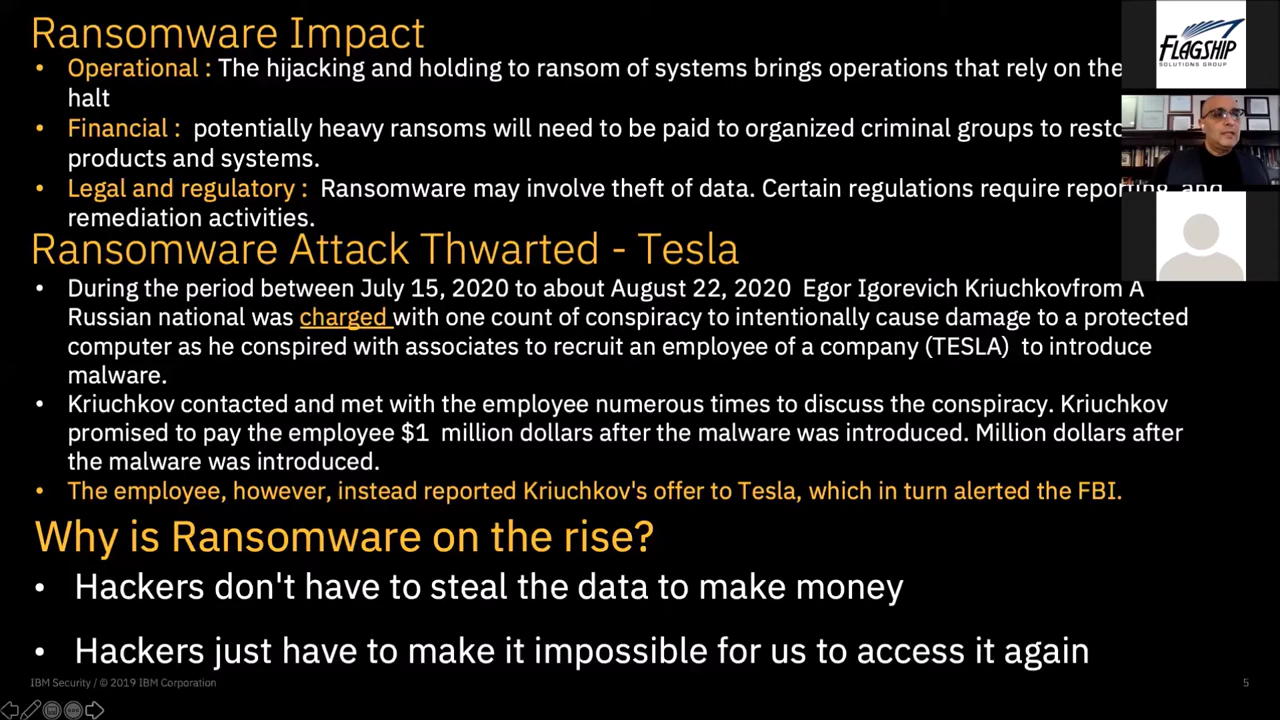 Ransomware Impact
• Operational : The hijacking and holding to ransom of systems brings operations that rely on the
halt
• Financial : potentially heavy ransoms will need to be paid to organized criminal groups to
products and systems.
• Legal and regulatory : Ransomware may involve theft of data. Certain regulations require reporting, and
remediation activities.
Ransomware Attack Thwarted - Tesla
• During the period between July 15, 2020 to about August 22, 2020 Egor Igorevich Kriuchkovfrom A
Russian national was charged with one count of conspiracy to intentionally cause damage to a protected
computer as he conspired with associates to recruit an employee of a company (TESLA) to introduce
malware.
• Kriuchkov contacted and met with the employee numerous times to discuss the conspiracy. Kriuchkov
promised to pay the employee $1 million dollars after the malware was introduced. Million dollars after
the malware was introduced.
• The employee, however, instead reported Kriuchkov's offer to Tesla, which in turn alerted the FBI.
Why is Ransomware on the rise?
• Hackers don't have to steal the data to make money
• Hackers just have to make it impossible for us to access it again
IBM Security / © 2019 IBM Corporation
5
FLAGSHIP
SOLUTIONS GROUP